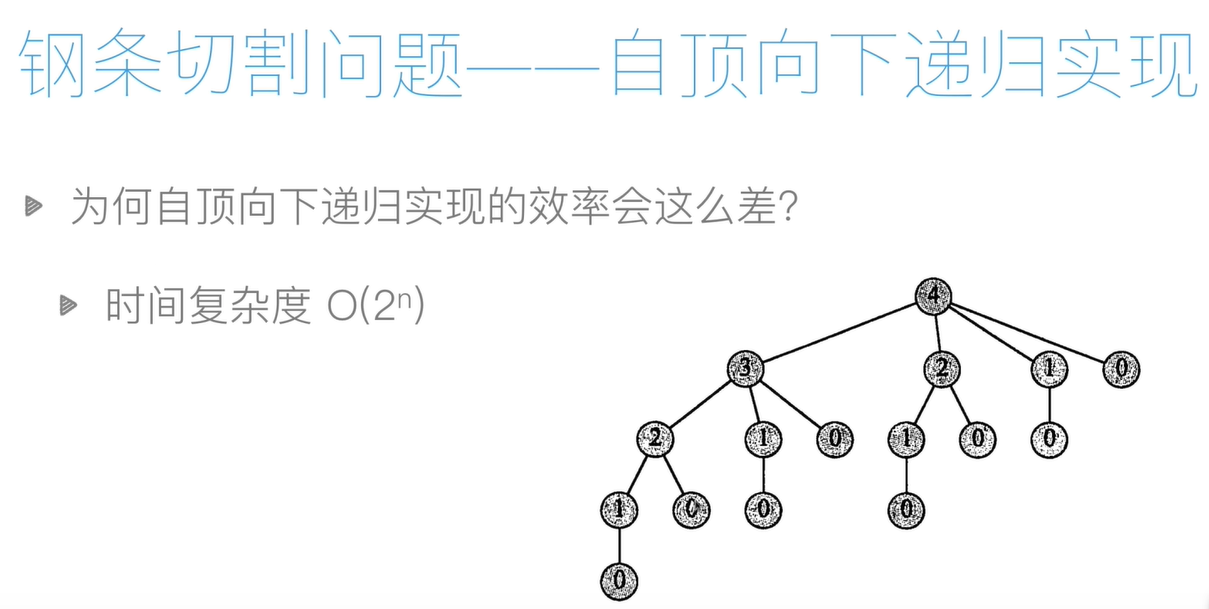 钢条切割问题——自顶向下递归实现
为何自顶向下递归实现的效率会这么差？
时间复杂度 O(2ⁿ)
4
3 2 1 0
2 1 0 1 0 0
1 0 0 0
0